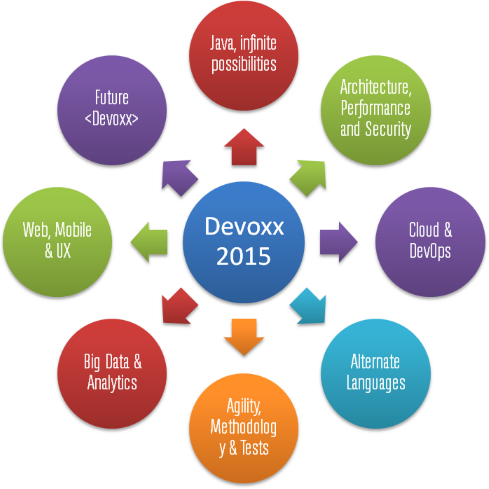 Java, infinite
possibilities
Architecture,
Performance
and Security
Future
<Devoxx>
Devoxx
2015
Web, Mobile
& UX
Cloud &
DevOps
Big Data &
Analytics
Alternate
Languages
Agility,
Methodolog
y & Tests